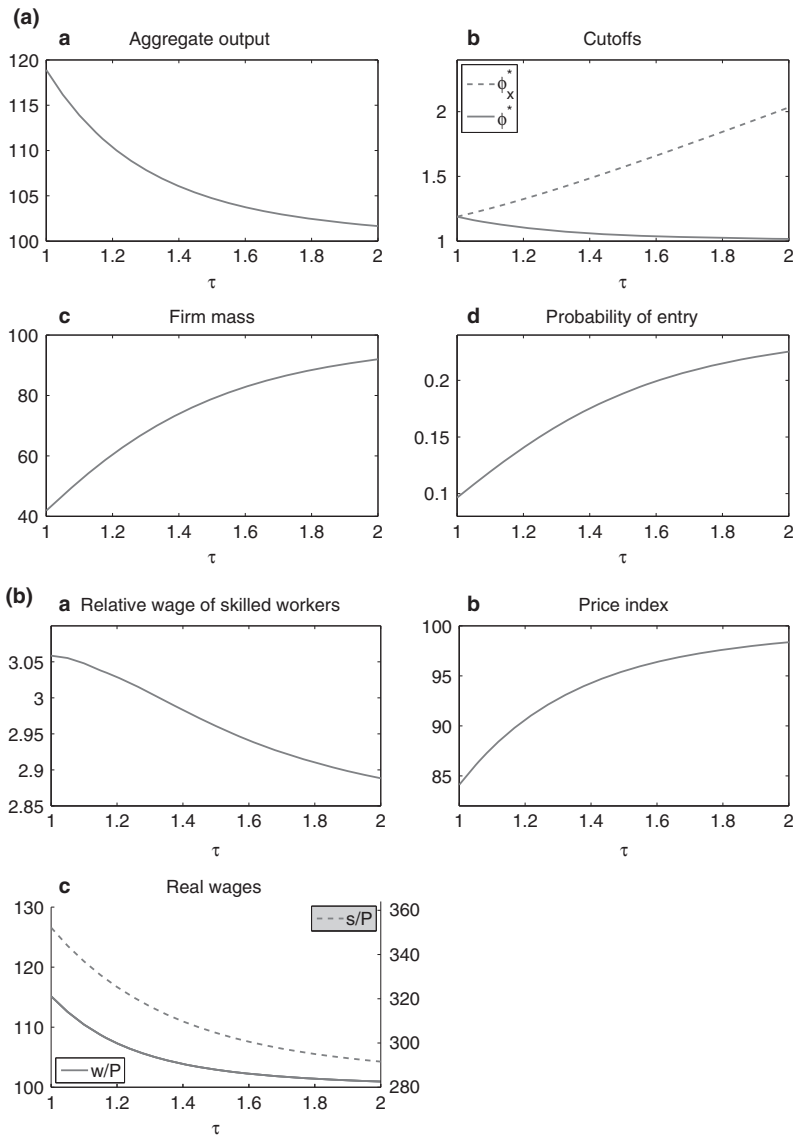 (a)
a Aggregate output
120
115
110
105
100
1 1.2 1.4 1.6 1.8 2
τ
b Cutoffs
ϕ*x
ϕ*
2
1.5
1
1 1.2 1.4 1.6 1.8 2
τ
c Firm mass
100
80
60
40
1 1.2 1.4 1.6 1.8 2
τ
d Probability of entry
0.2
0.15
0.1
1 1.2 1.4 1.6 1.8 2
τ
(b)
a Relative wage of skilled workers
3.05
3
2.95
2.9
2.85
1 1.2 1.4 1.6 1.8 2
τ
b Price index
100
95
90
85
1 1.2 1.4 1.6 1.8 2
τ
c Real wages
130
120
110
100
s/P
w/P
360
340
320
300
280
1 1.2 1.4 1.6 1.8 2
τ